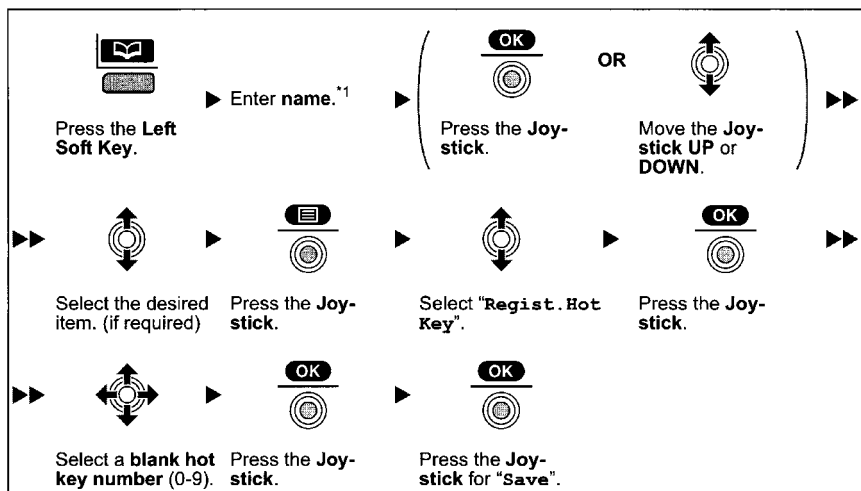 OK
OR
OK
Enter name.*1
Press the Left
Soft Key.
Press the Joy-
stick.
Move the Joy-
stick UP or
DOWN.
OK
Select the desired
item. (if required)
Press the Joy-
stick.
Select “Regist.Hot
Key”.
Press the Joy-
stick.
OK
OK
Select a blank hot
key number (0-9).
Press the Joy-
stick.
Press the Joy-
stick for “Save”.